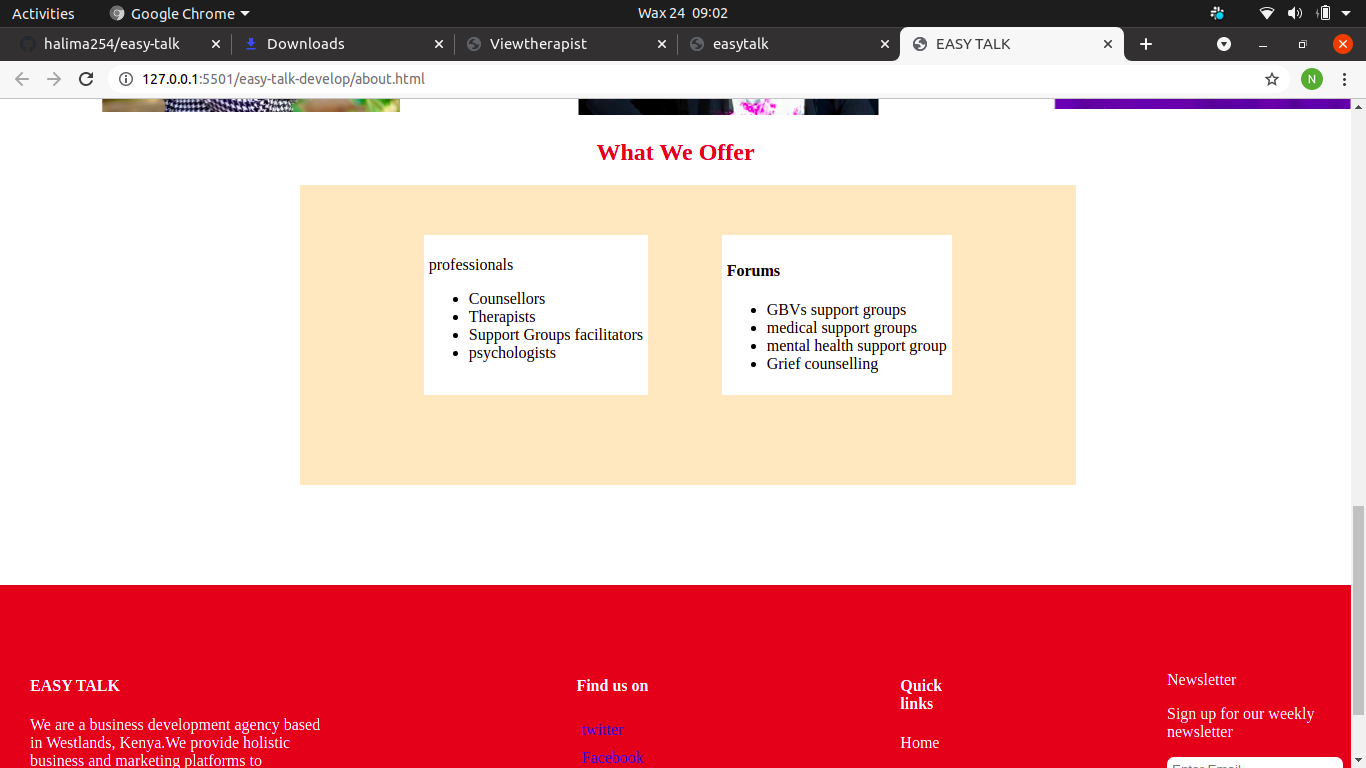 Activities
Google Chrome
Wax 24 09:02
halima254/easy-talk
Downloads
Viewtherapist
easytalk
EASY TALK
127.0.0.1:5501/easy-talk-develop/about.html
N
What We Offer
professionals
Counsellors
Therapists
Support Groups facilitators
psychologists
Forums
GBVs support groups
medical support groups
mental health support group
Grief counselling
EASY TALK
We are a business development agency based
in Westlands, Kenya.We provide holistic
business and marketing platforms to
Find us on
twitter
Facebook
Quick
links
Home
Newsletter
Sign up for our weekly
newsletter
Enter Email